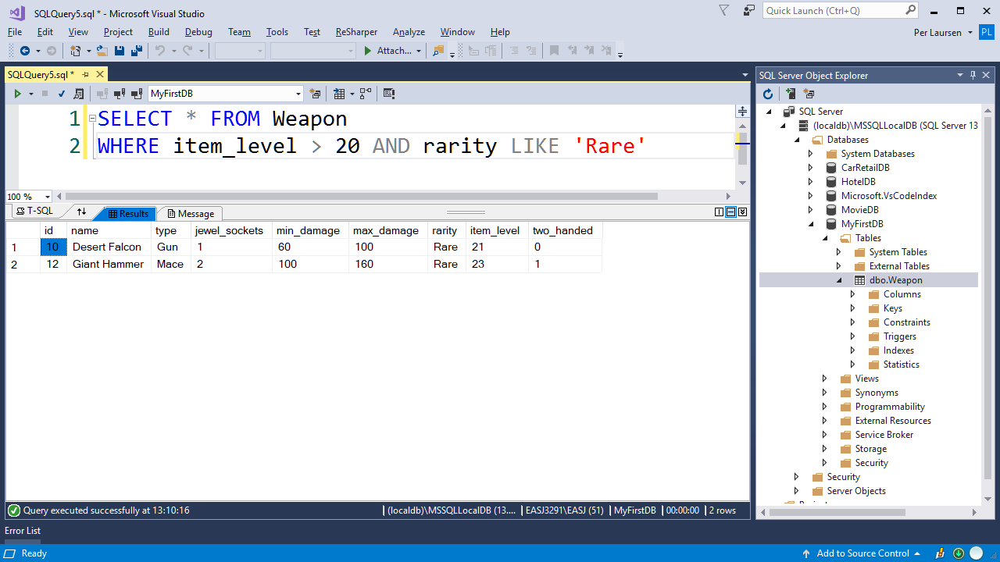 SQLQuery5.sql * - Microsoft Visual Studio
Quick Launch (Ctrl+Q)
File Edit View Project Build Debug Team Tools Test ReSharper Analyze Window Help
Per Laursen PL
Attach...
SQLQuery5.sql *
MyFirstDB
1 SELECT * FROM Weapon
2 WHERE item_level > 20 AND rarity LIKE 'Rare'
100 %
T-SQL Results Message
id name type jewel_sockets min_damage max_damage rarity item_level two_handed
1 10 Desert Falcon Gun 1 60 100 Rare 21 0
2 12 Giant Hammer Mace 2 100 160 Rare 23 1
Query executed successfully at 13:10:16 (localdb)\MSSQLLocalDB (13.... EASJ3291\EASJ (51) MyFirstDB 00:00:00 2 rows
SQL Server Object Explorer
SQL Server
(localdb)\MSSQLLocalDB (SQL Server 13
Databases
System Databases
CarRetailDB
HotelDB
Microsoft.VsCodeIndex
MovieDB
MyFirstDB
Tables
System Tables
External Tables
dbo.Weapon
Columns
Keys
Constraints
Triggers
Indexes
Statistics
Views
Synonyms
Programmability
External Resources
Service Broker
Storage
Security
Security
Server Objects
Error List
Ready
Add to Source Control